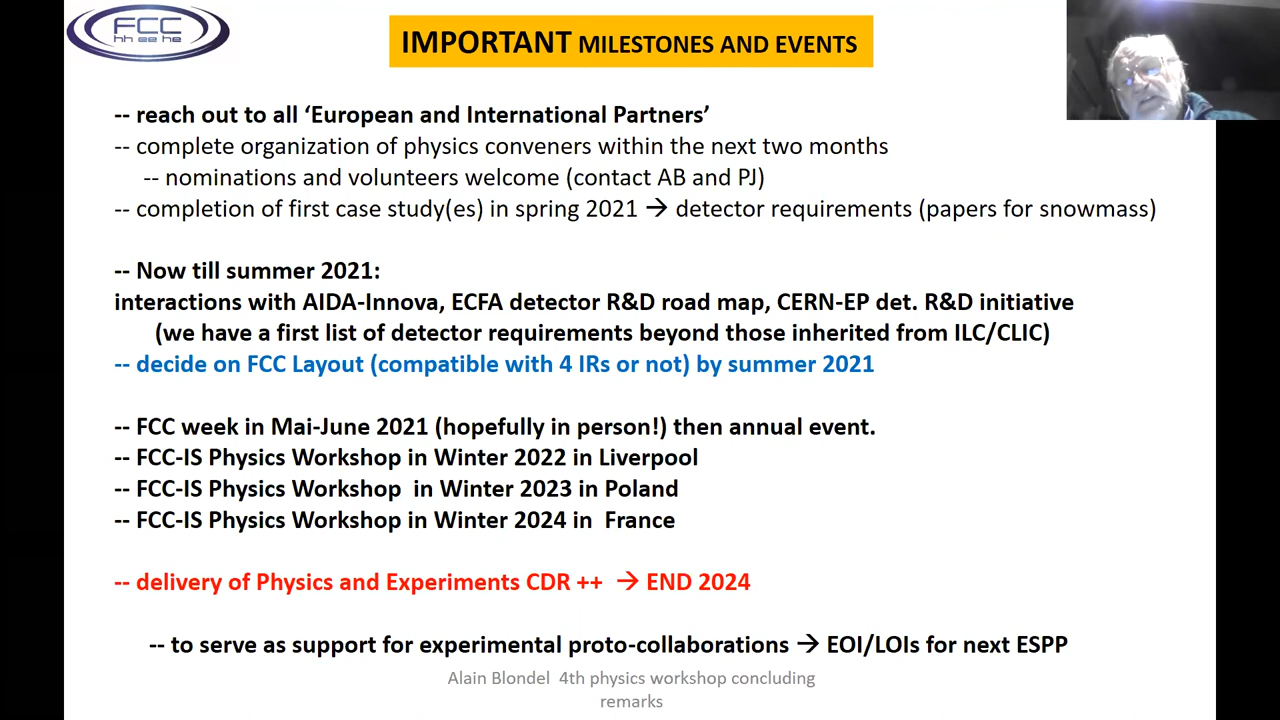 FCC
hh ee he
IMPORTANT MILESTONES AND EVENTS
-- reach out to all ‘European and International Partners’
-- complete organization of physics conveners within the next two months
-- nominations and volunteers welcome (contact AB and PJ)
-- completion of first case study(es) in spring 2021 → detector requirements (papers for snowmass)
-- Now till summer 2021:
interactions with AIDA-Innova, ECFA detector R&D road map, CERN-EP det. R&D initiative
(we have a first list of detector requirements beyond those inherited from ILC/CLIC)
-- decide on FCC Layout (compatible with 4 IRs or not) by summer 2021
-- FCC week in Mai-June 2021 (hopefully in person!) then annual event.
-- FCC-IS Physics Workshop in Winter 2022 in Liverpool
-- FCC-IS Physics Workshop  in Winter 2023 in Poland
-- FCC-IS Physics Workshop in Winter 2024 in  France
-- delivery of Physics and Experiments CDR ++  → END 2024
-- to serve as support for experimental proto-collaborations → EOI/LOIs for next ESPP
Alain Blondel  4th physics workshop concluding
remarks